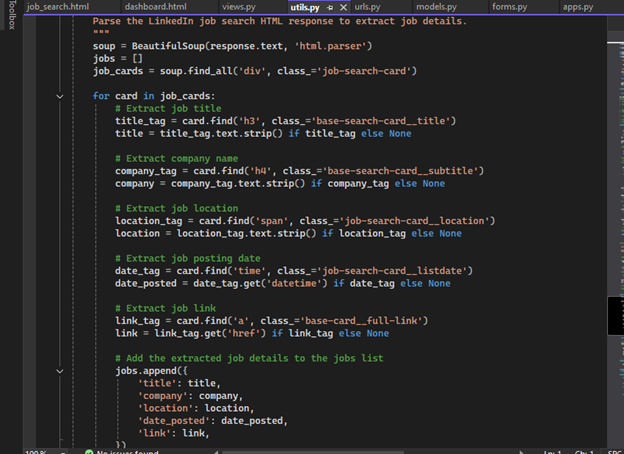 Toolbox
job_search.html dashboard.html views.py utils.py urls.py models.py forms.py apps.py
Parse the LinkedIn job search HTML response to extract job details.
"""
soup = BeautifulSoup(response.text, 'html.parser')
jobs = []
job_cards = soup.find_all('div', class_='job-search-card')
for card in job_cards:
# Extract job title
title_tag = card.find('h3', class_='base-search-card__title')
title = title_tag.text.strip() if title_tag else None
# Extract company name
company_tag = card.find('h4', class_='base-search-card__subtitle')
company = company_tag.text.strip() if company_tag else None
# Extract job location
location_tag = card.find('span', class_='job-search-card__location')
location = location_tag.text.strip() if location_tag else None
# Extract job posting date
date_tag = card.find('time', class_='job-search-card__listdate')
date_posted = date_tag.get('datetime') if date_tag else None
# Extract job link
link_tag = card.find('a', class_='base-card__full-link')
link = link_tag.get('href') if link_tag else None
# Add the extracted job details to the jobs list
jobs.append({
'title': title,
'company': company,
'location': location,
'date_posted': date_posted,
'link': link,
})
100 % No issues found Ln: 1 Ch: 1 SPC